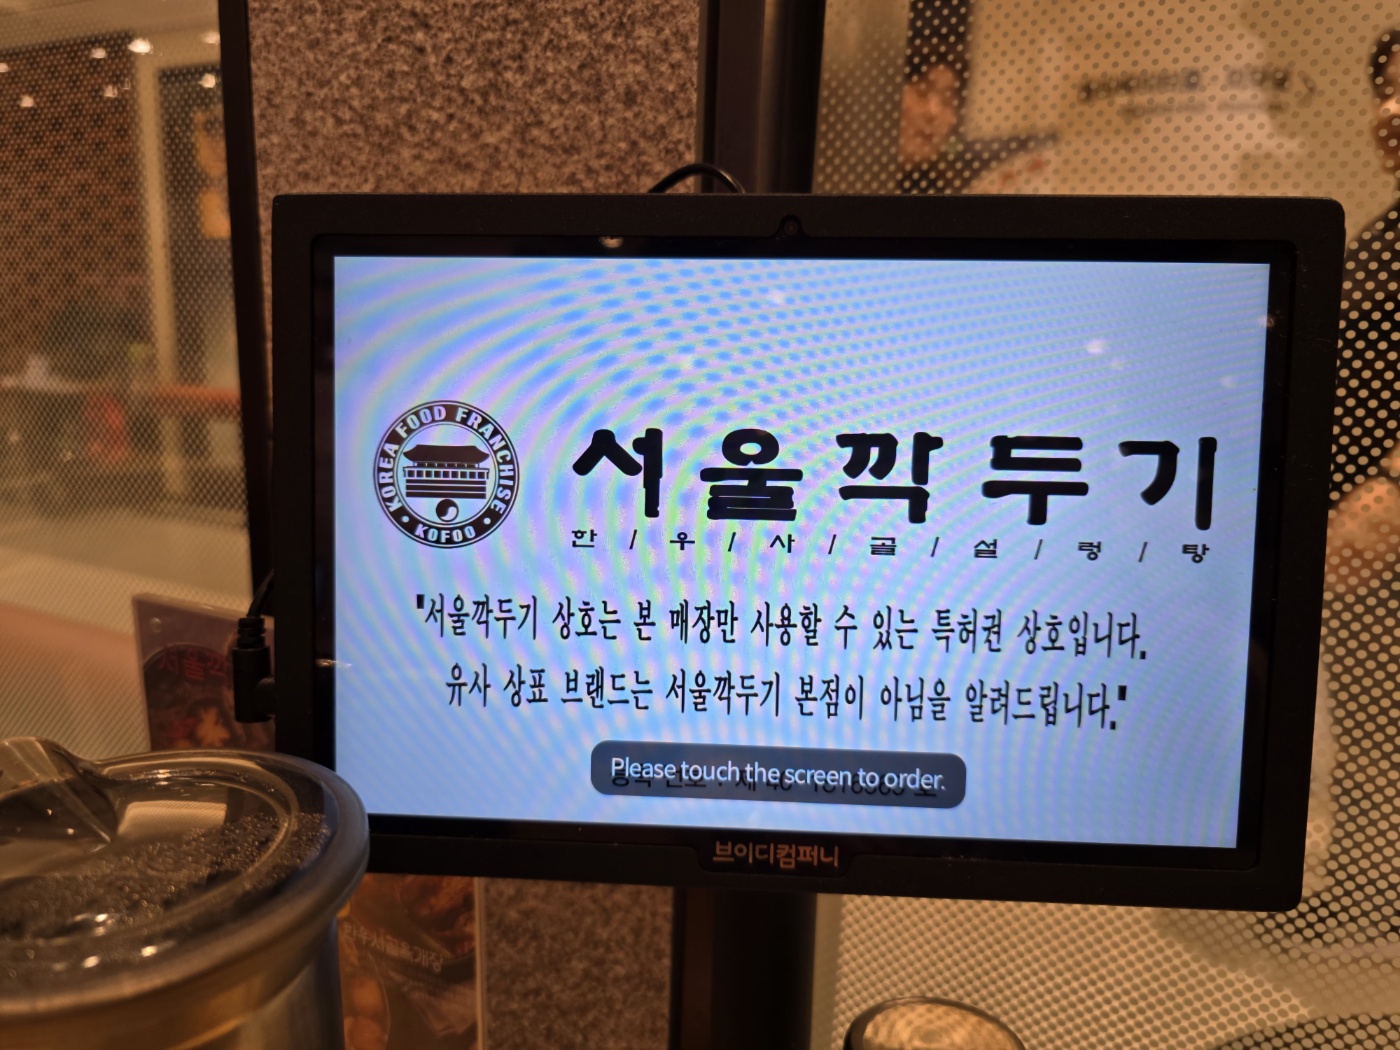 KOREA FOOD FRANCHISE
KOFOO
서울깍두기
한/우/사/골/설/렁/탕
"서울깍두기 상호는 본 매장만 사용할 수 있는 특허권 상호입니다.
유사 상표 브랜드는 서울깍두기 본점이 아님을 알려드립니다."
Please touch the screen to order.
브이디컴퍼니